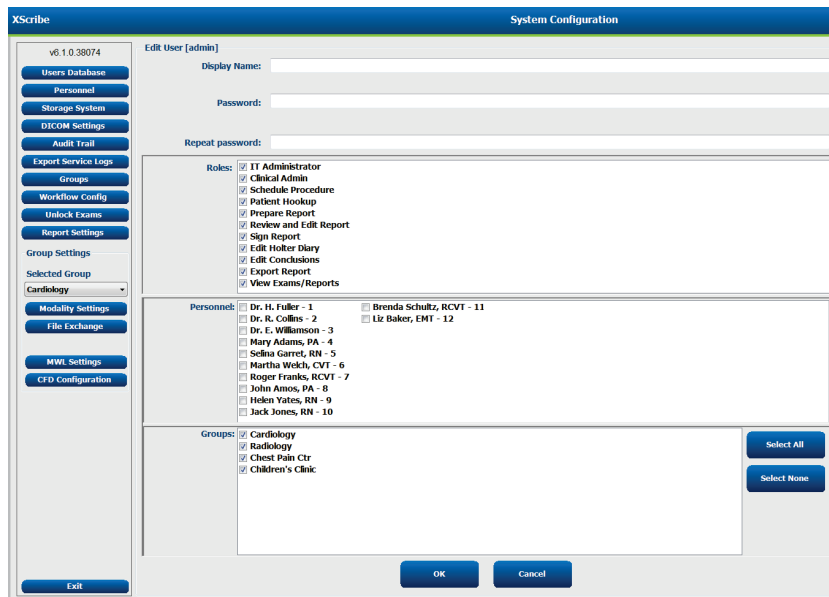 XScribe
System Configuration
v6.1.0.38074
Users Database
Personnel
Storage System
DICOM Settings
Audit Trail
Export Service Logs
Groups
Workflow Config
Unlock Exams
Report Settings
Group Settings
Selected Group
Cardiology
Modality Settings
File Exchange
MWL Settings
CFD Configuration
Exit
Edit User [admin]
Display Name:
Password:
Repeat password:
Roles:
IT Administrator
Clinical Admin
Schedule Procedure
Patient Hookup
Prepare Report
Review and Edit Report
Sign Report
Edit Holter Diary
Edit Conclusions
Export Report
View Exams/Reports
Personnel:
Dr. H. Fuller - 1
Dr. R. Collins - 2
Dr. E. Williamson - 3
Mary Adams, PA - 4
Selina Garret, RN - 5
Martha Welch, CVT - 6
Roger Franks, RCVT - 7
John Amos, PA - 8
Helen Yates, RN - 9
Jack Jones, RN - 10
Brenda Schultz, RCVT - 11
Liz Baker, EMT - 12
Groups:
Cardiology
Radiology
Chest Pain Ctr
Children's Clinic
Select All
Select None
OK
Cancel